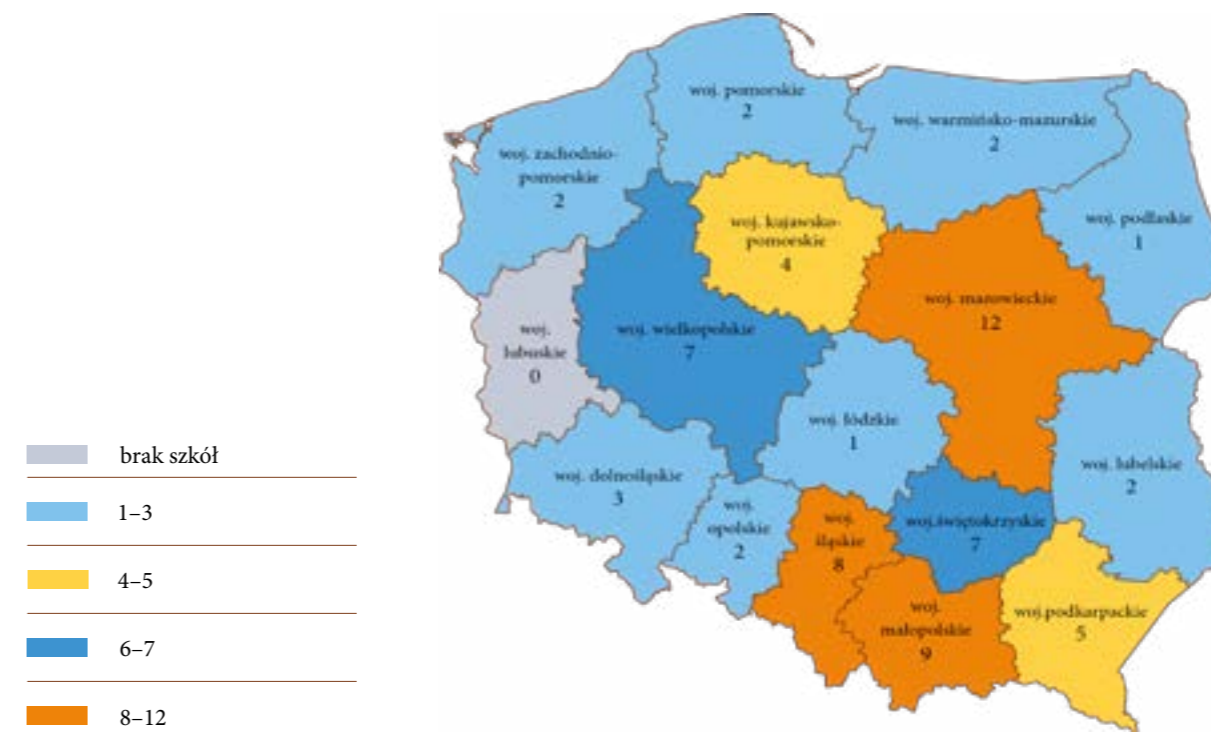 woj. pomorskie
2
woj. warmińsko-mazurskie
2
woj. zachodnio-
pomorskie
2
woj. podlaskie
1
woj. kujawsko-
pomorskie
4
woj. mazowieckie
12
woj. wielkopolskie
7
woj.
lubuskie
0
woj. łódzkie
1
woj. lubelskie
2
woj. dolnośląskie
3
woj.
opolskie
2
woj.
śląskie
8
woj.świętokrzyskie
7
woj.
małopolskie
9
woj.podkarpackie
5
brak szkół
1–3
4–5
6–7
8–12